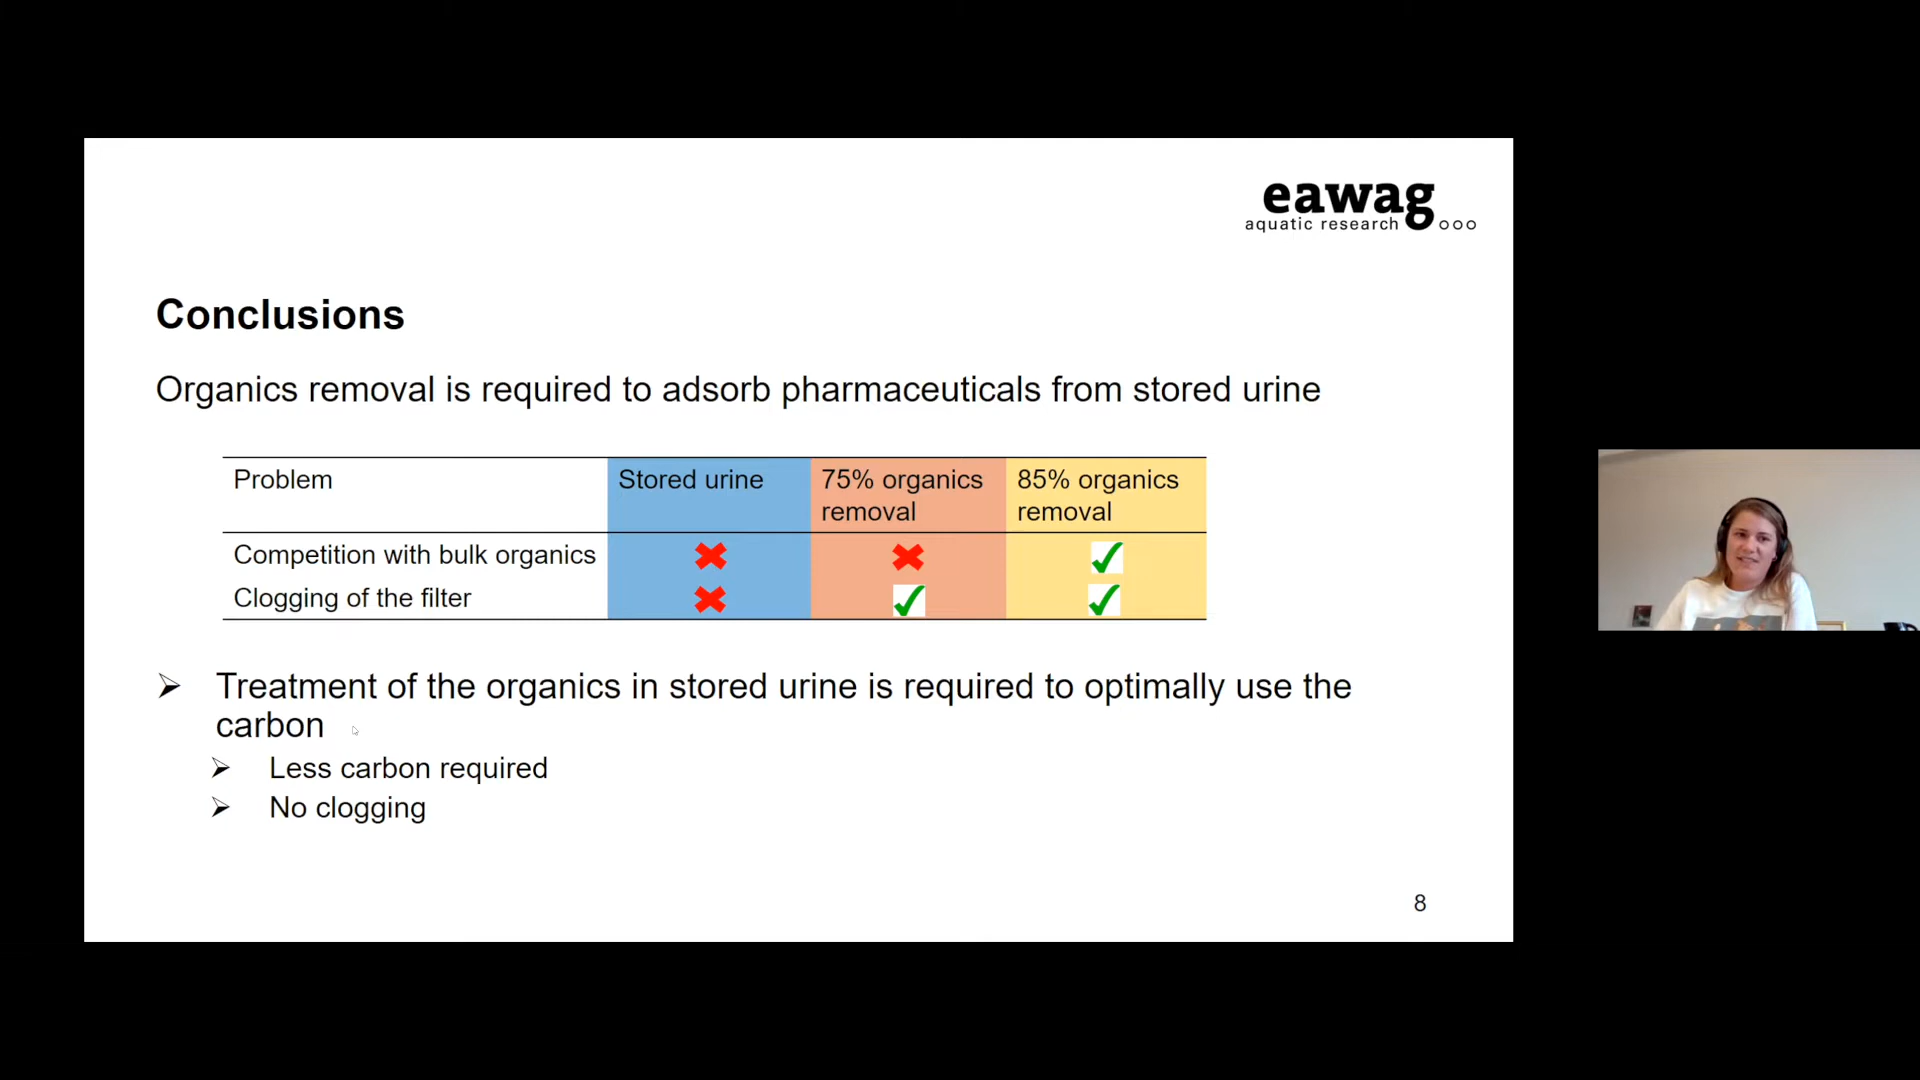 eawag
aquatic research
Conclusions
Organics removal is required to adsorb pharmaceuticals from stored urine
Problem
Stored urine
75% organics
removal
85% organics
removal
Competition with bulk organics
Clogging of the filter
Treatment of the organics in stored urine is required to optimally use the
carbon
Less carbon required
No clogging
8